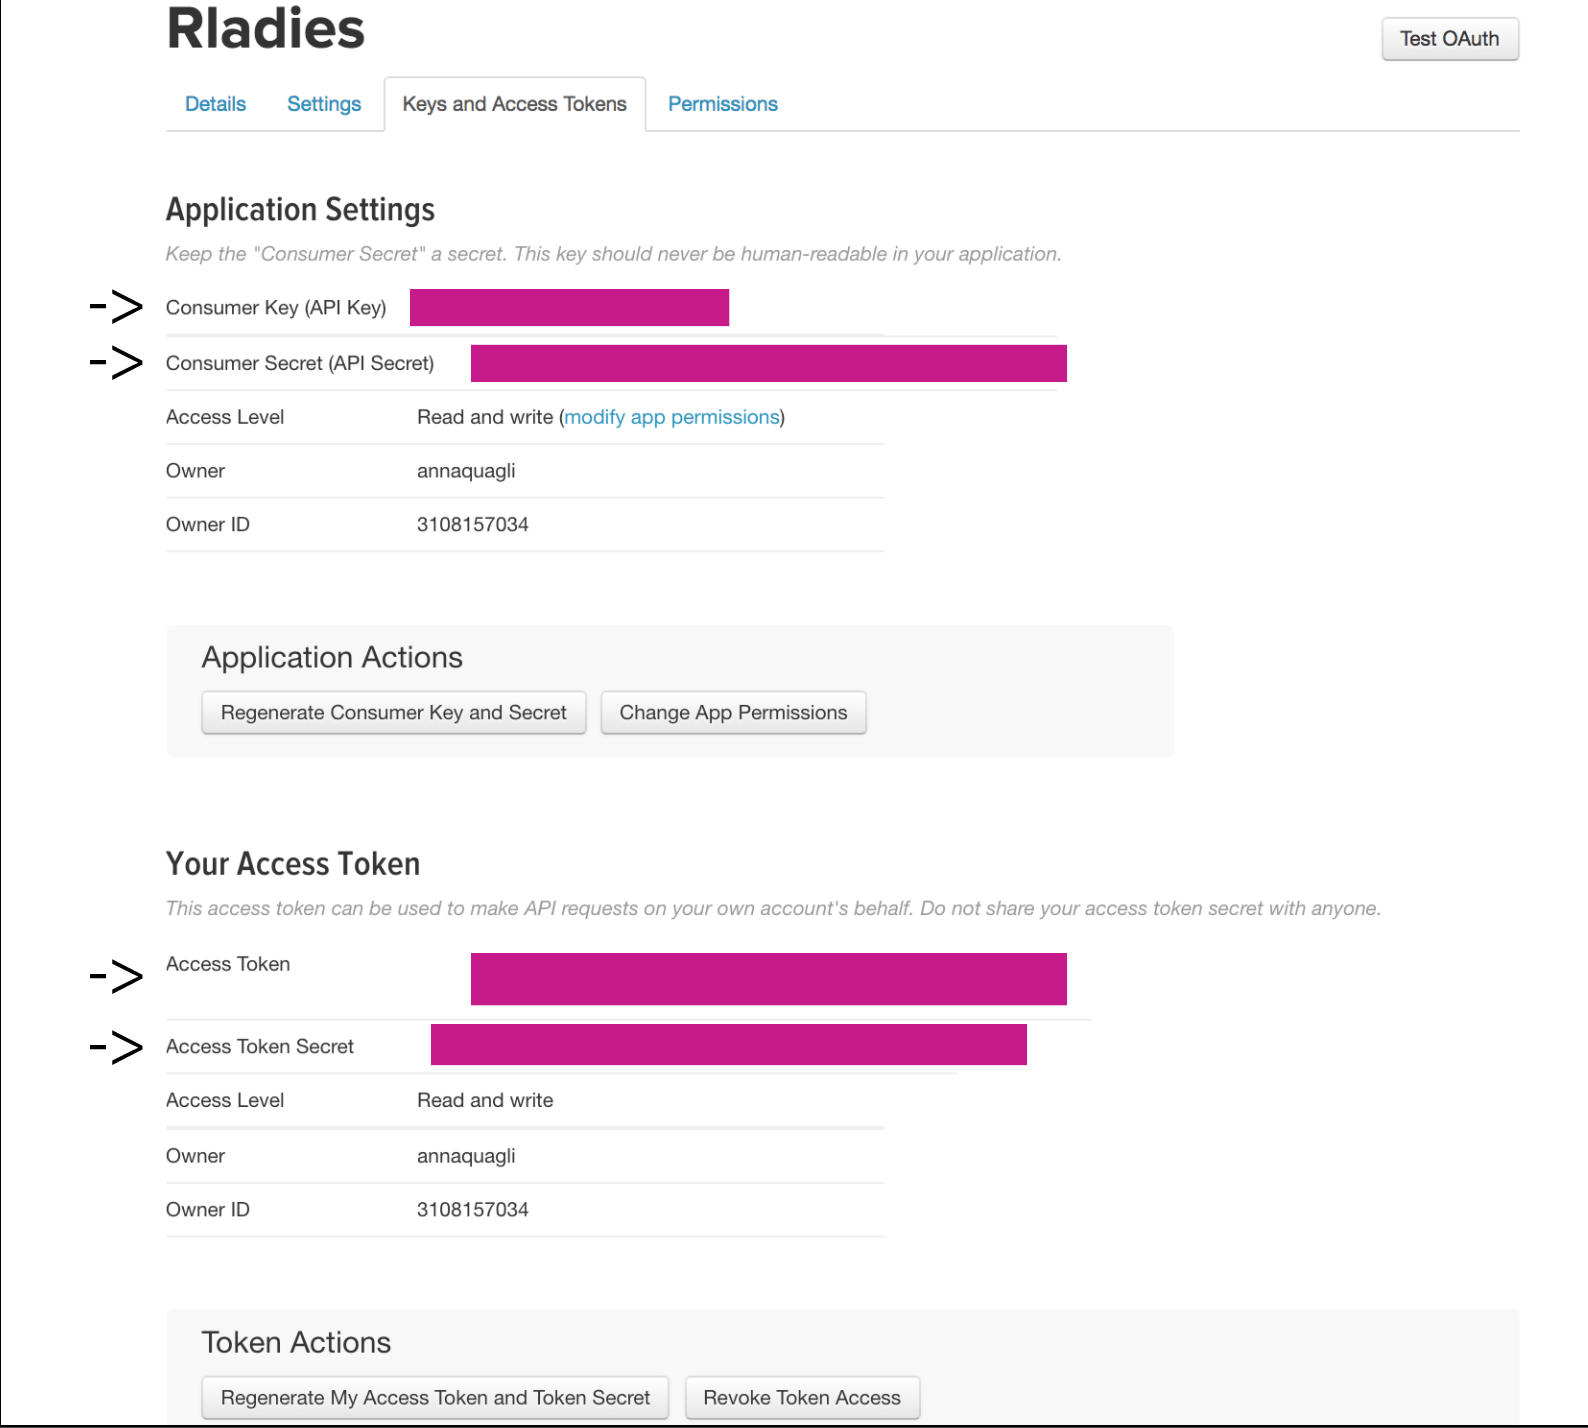 Rladies
Test OAuth
Details Settings Keys and Access Tokens Permissions
Application Settings
Keep the "Consumer Secret" a secret. This key should never be human-readable in your application.
-> Consumer Key (API Key)
-> Consumer Secret (API Secret)
Access Level Read and write (modify app permissions)
Owner annaquagli
Owner ID 3108157034
Application Actions
Regenerate Consumer Key and Secret Change App Permissions
Your Access Token
This access token can be used to make API requests on your own account's behalf. Do not share your access token secret with anyone.
-> Access Token
-> Access Token Secret
Access Level Read and write
Owner annaquagli
Owner ID 3108157034
Token Actions
Regenerate My Access Token and Token Secret Revoke Token Access